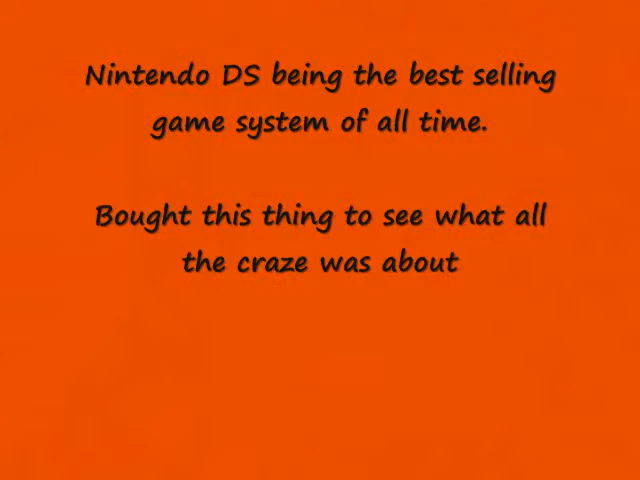 Nintendo DS being the best selling
game system of all time.
Bought this thing to see what all
the craze was about